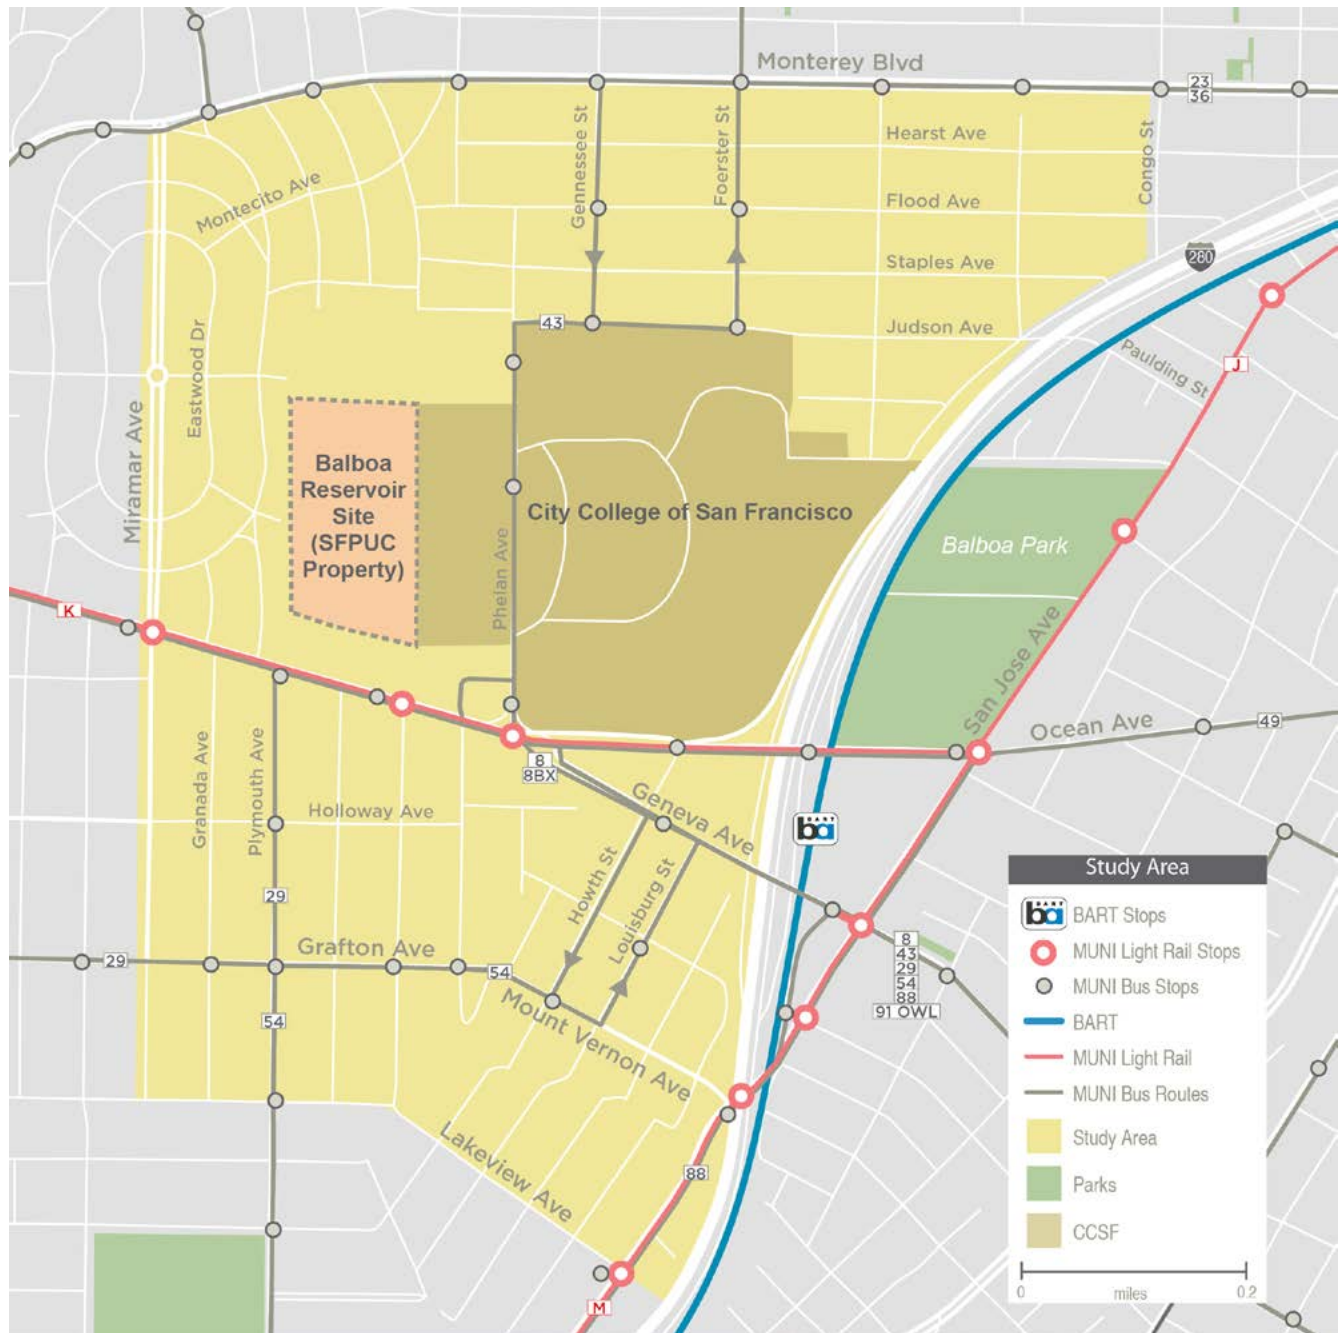 Monterey Blvd
23
36
Gennessee St
Foerster St
Hearst Ave
Congo St
Montecito Ave
Flood Ave
Staples Ave
280
43
Judson Ave
Paulding St
J
Eastwood Dr
Miramar Ave
Balboa
Reservoir
Site
(SFPUC
Property)
City College of San Francisco
Phelan Ave
Balboa Park
K
San Jose Ave
Ocean Ave
49
8
8BX
Granada Ave
Plymouth Ave
Holloway Ave
Geneva Ave
BART
ba
Howth St
Louisburg St
29
Grafton Ave
29
54
Mount Vernon Ave
54
8
43
29
54
88
91 OWL
Lakeview Ave
88
M
Study Area
BART
ba
BART Stops
MUNI Light Rail Stops
MUNI Bus Stops
BART
MUNI Light Rail
MUNI Bus Routes
Study Area
Parks
CCSF
0 miles 0.2